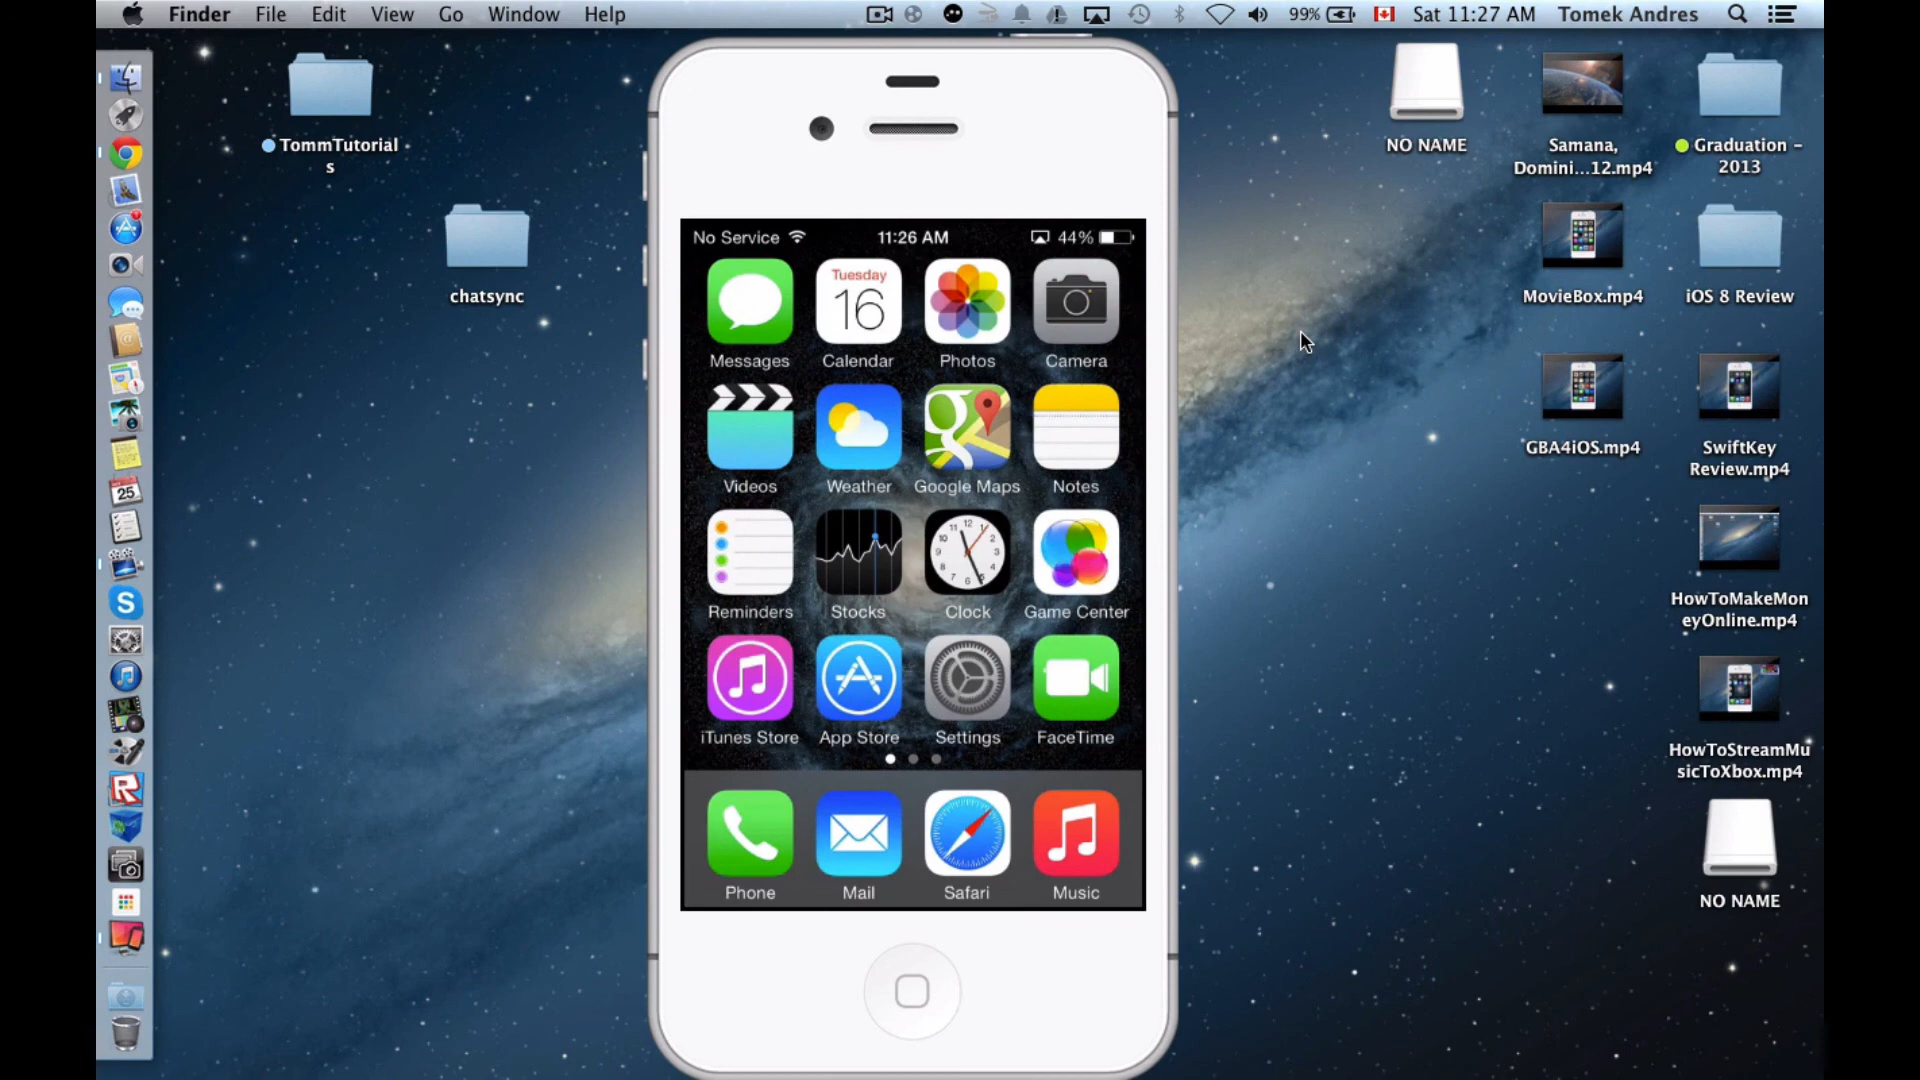 Finder File Edit View Go Window Help
99% Sat 11:27 AM Tomek Andres
TommTutorial
s
chatsync
NO NAME
Samana,
Domini...12.mp4
Graduation -
2013
MovieBox.mp4
iOS 8 Review
GBA4iOS.mp4
SwiftKey
Review.mp4
HowToMakeMon
eyOnline.mp4
HowToStreamMu
sicToXbox.mp4
NO NAME
25
No Service 11:26 AM 44%
Tuesday
16
Messages Calendar Photos Camera
Videos Weather Google Maps Notes
Reminders Stocks Clock Game Center
iTunes Store App Store Settings FaceTime
Phone Mail Safari Music